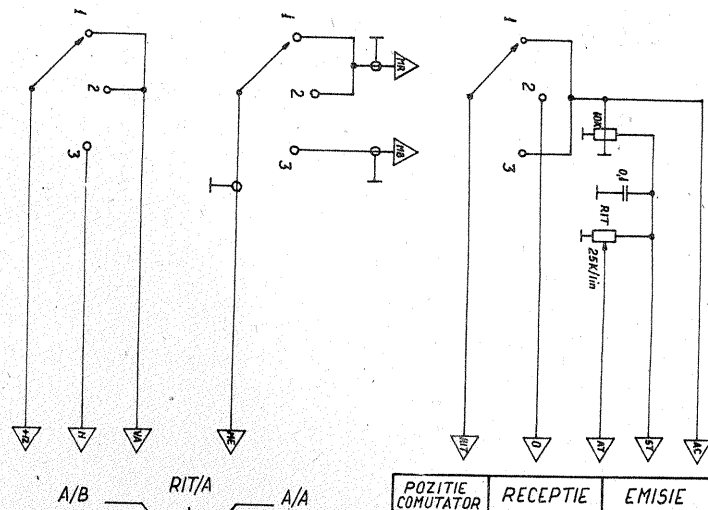 1
2
3
1
2
3
MR
MB
1
2
3
10K
0,1
RIT
25K/lin
+12
N
VA
ME
RIT
0
AT
ST
AC
A/B
RIT/A
A/A
POZITIE COMUTATOR
RECEPTIE
EMISIE